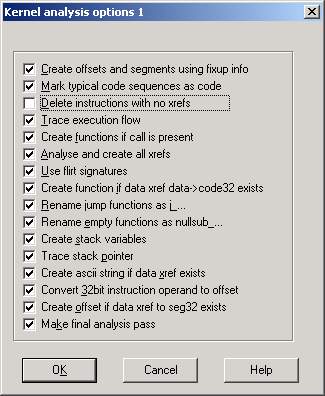 Kernel analysis options 1
Create offsets and segments using fixup info
Mark typical code sequences as code
Delete instructions with no xrefs
Trace execution flow
Create functions if call is present
Analyse and create all xrefs
Use flirt signatures
Create function if data xref data->code32 exists
Rename jump functions as j_...
Rename empty functions as nullsub_...
Create stack variables
Trace stack pointer
Create ascii string if data xref exists
Convert 32bit instruction operand to offset
Create offset if data xref to seg32 exists
Make final analysis pass
OK
Cancel
Help